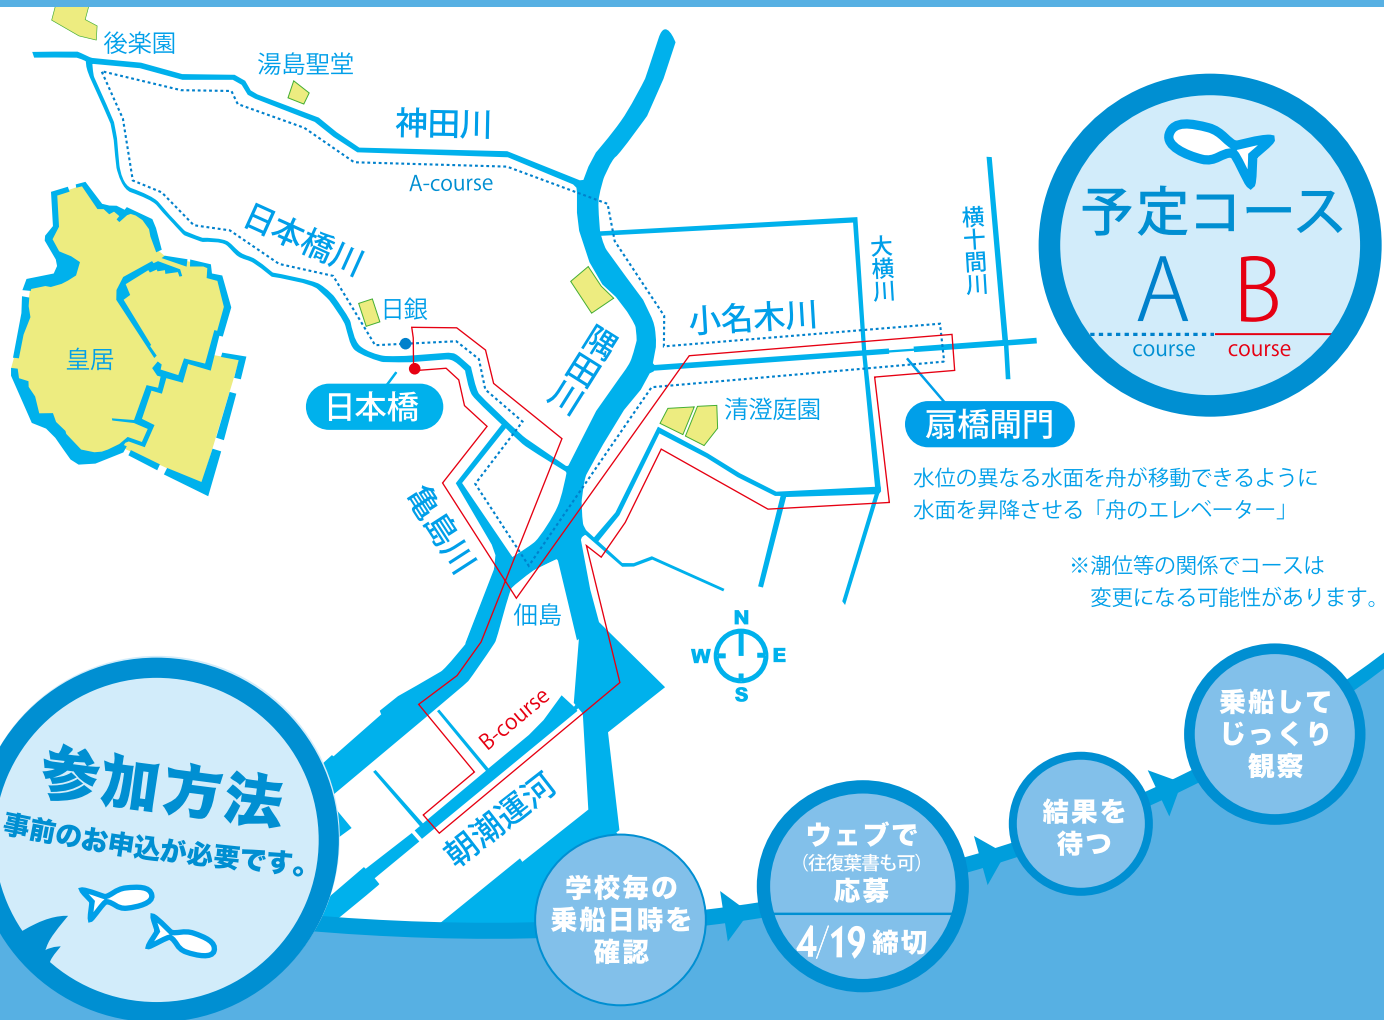 後楽園
湯島聖堂
神田川
A-course
日本橋川
日銀
皇居
日本橋
隅田川
小名木川
大横川
横十間川
予定コース
A B
course course
清澄庭園
扇橋閘門
水位の異なる水面を舟が移動できるように
水面を昇降させる「舟のエレベーター」
※潮位等の関係でコースは
変更になる可能性があります。
亀島川
佃島
N
W E
S
B-course
朝潮運河
参加方法
事前のお申込が必要です。
学校毎の
乗船日時を
確認
ウェブで
（往復葉書も可）
応募
4/19 締切
結果を
待つ
乗船して
じっくり
観察